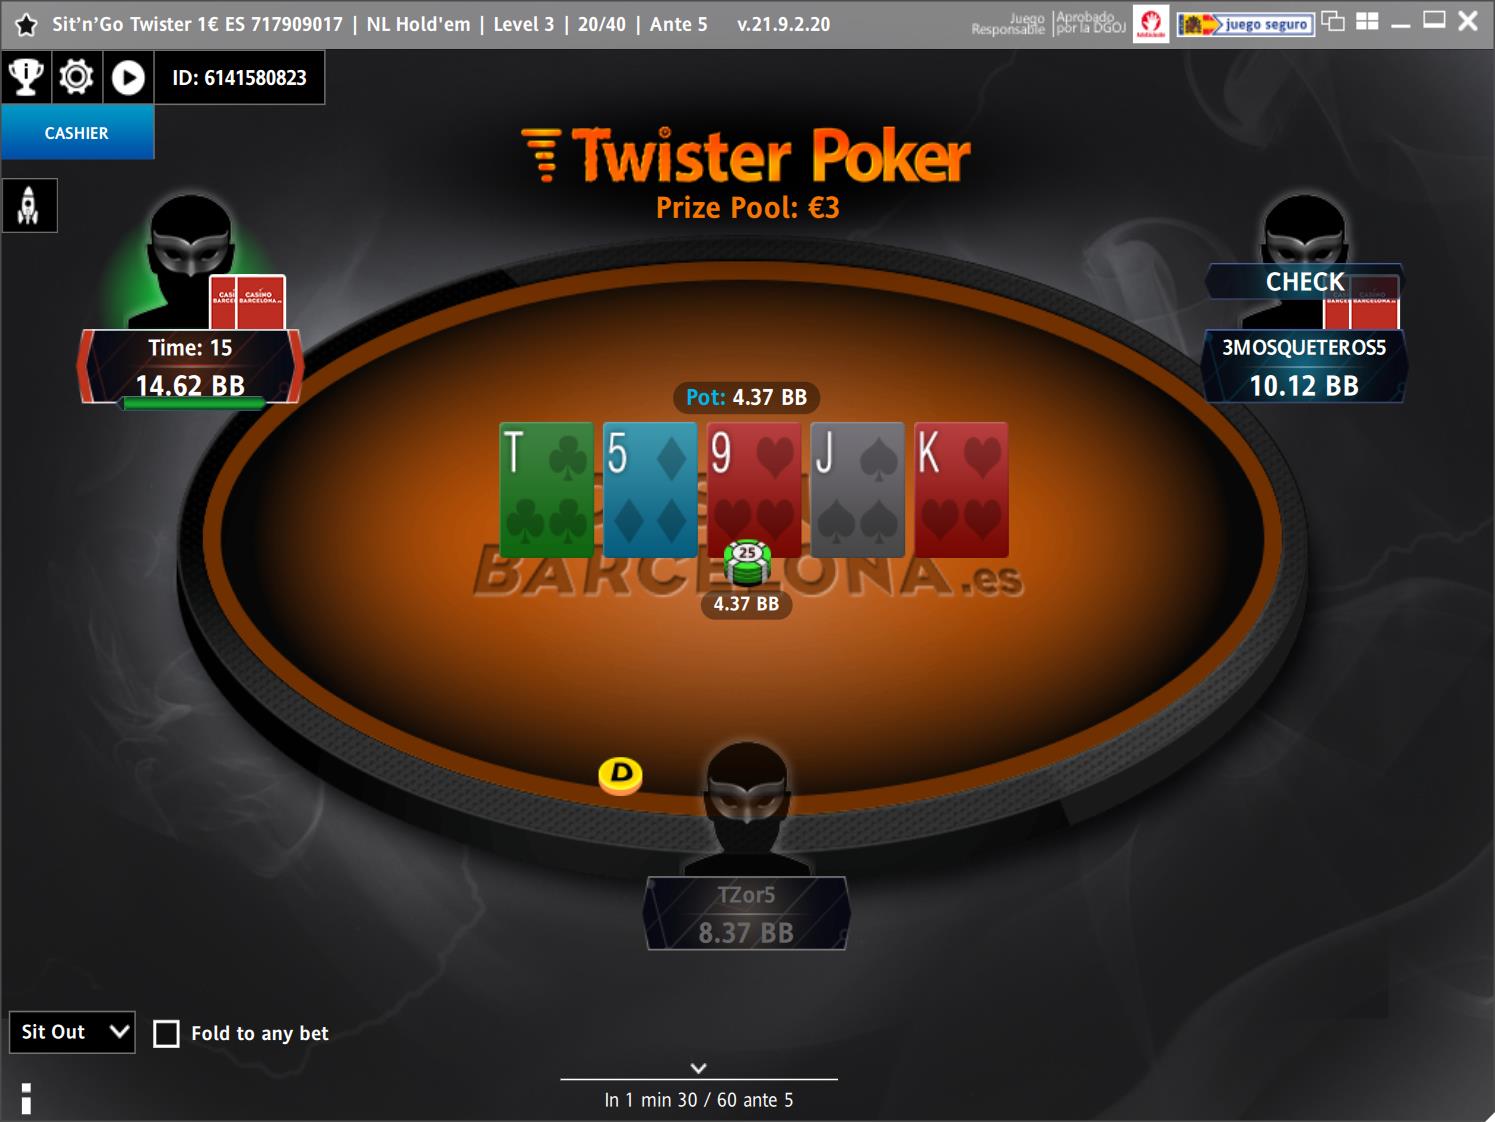 Sit’n’Go Twister 1€ ES 717909017 | NL Hold'em | Level 3 | 20/40 | Ante 5 v.21.9.2.20
Juego Responsable
Aprobado por la DGOJ
juego seguro
ID: 6141580823
CASHIER
Twister Poker
Prize Pool: €3
CASINO BARCELONA.es
Time: 15
14.62 BB
CHECK
3MOSQUETEROS5
10.12 BB
Pot: 4.37 BB
T 5 9 J K
25
BARCELONA.es
4.37 BB
D
TZor5
8.37 BB
Sit Out
Fold to any bet
In 1 min 30 / 60 ante 5